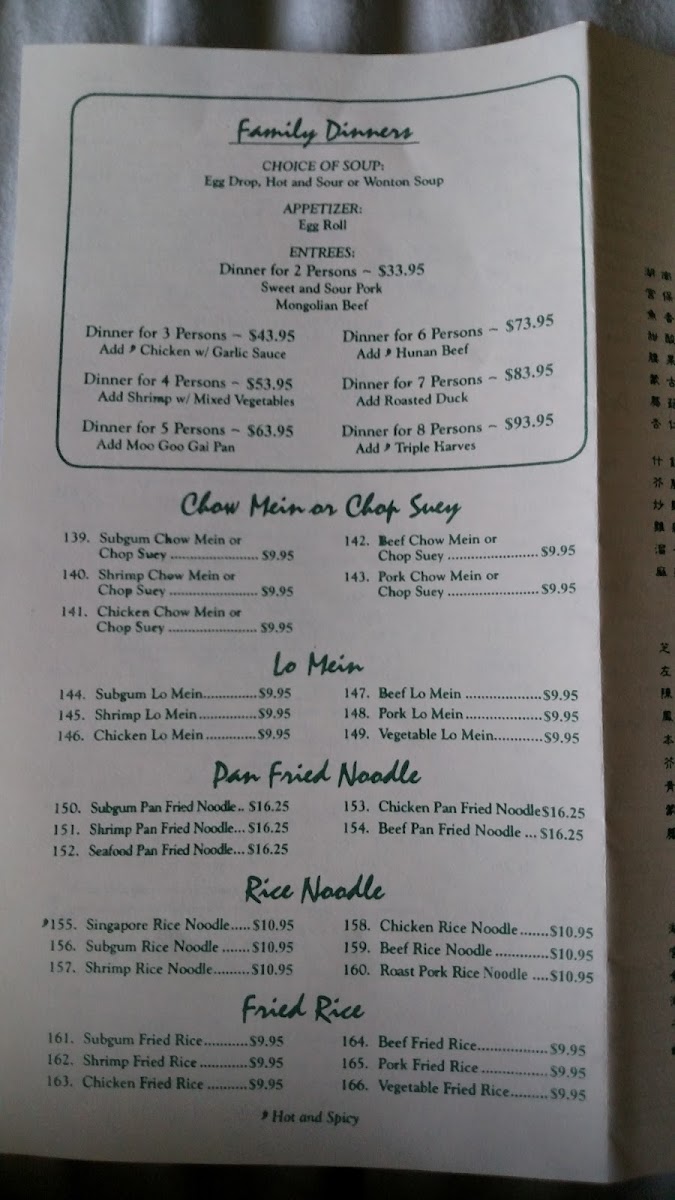 Family Dinners
CHOICE OF SOUP:
Egg Drop, Hot and Sour or Wonton Soup
APPETIZER:
Egg Roll
ENTREES:
Dinner for 2 Persons ~ $33.95
Sweet and Sour Pork
Mongolian Beef
Dinner for 3 Persons ~ $43.95
Add Chicken w/ Garlic Sauce
Dinner for 4 Persons ~ $53.95
Add Shrimp w/ Mixed Vegetables
Dinner for 5 Persons ~ $63.95
Add Moo Goo Gai Pan
Dinner for 6 Persons ~ $73.95
Add Hunan Beef
Dinner for 7 Persons ~ $83.95
Add Roasted Duck
Dinner for 8 Persons ~ $93.95
Add Triple Harves
Chow Mein or Chop Suey
139. Subgum Chow Mein or
Chop Suey ...................... $9.95
140. Shrimp Chow Mein or
Chop Suey ...................... $9.95
141. Chicken Chow Mein or
Chop Suey ...................... $9.95
142. Beef Chow Mein or
Chop Suey ....................... $9.95
143. Pork Chow Mein or
Chop Suey ....................... $9.95
Lo Mein
144. Subgum Lo Mein.............$9.95
145. Shrimp Lo Mein..............$9.95
146. Chicken Lo Mein ............$9.95
147. Beef Lo Mein ...................$9.95
148. Pork Lo Mein...................$9.95
149. Vegetable Lo Mein............$9.95
Pan Fried Noodle
150. Subgum Pan Fried Noodle.. $16.25
151. Shrimp Pan Fried Noodle... $16.25
152. Seafood Pan Fried Noodle... $16.25
153. Chicken Pan Fried Noodle$16.25
154. Beef Pan Fried Noodle ... $16.25
Rice Noodle
155. Singapore Rice Noodle..... $10.95
156. Subgum Rice Noodle ....... $10.95
157. Shrimp Rice Noodle......... $10.95
158. Chicken Rice Noodle.......$10.95
159. Beef Rice Noodle ............$10.95
160. Roast Pork Rice Noodle ....$10.95
Fried Rice
161. Subgum Fried Rice...........$9.95
162. Shrimp Fried Rice ............$9.95
163. Chicken Fried Rice ..........$9.95
164. Beef Fried Rice.................$9.95
165. Pork Fried Rice ................$9.95
166. Vegetable Fried Rice.........$9.95
Hot and Spicy